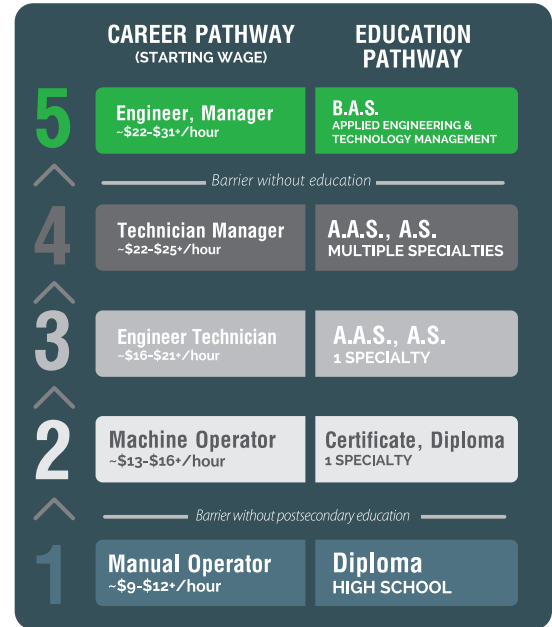 CAREER PATHWAY
(STARTING WAGE)
EDUCATION
PATHWAY
5
Engineer, Manager
~$22-$31+/hour
B.A.S.
APPLIED ENGINEERING &
TECHNOLOGY MANAGEMENT
Barrier without education
4
Technician Manager
~$22-$25+/hour
A.A.S., A.S.
MULTIPLE SPECIALTIES
3
Engineer Technician
~$16-$21+/hour
A.A.S., A.S.
1 SPECIALTY
2
Machine Operator
~$13-$16+/hour
Certificate, Diploma
1 SPECIALTY
Barrier without postsecondary education
1
Manual Operator
~$9-$12+/hour
Diploma
HIGH SCHOOL